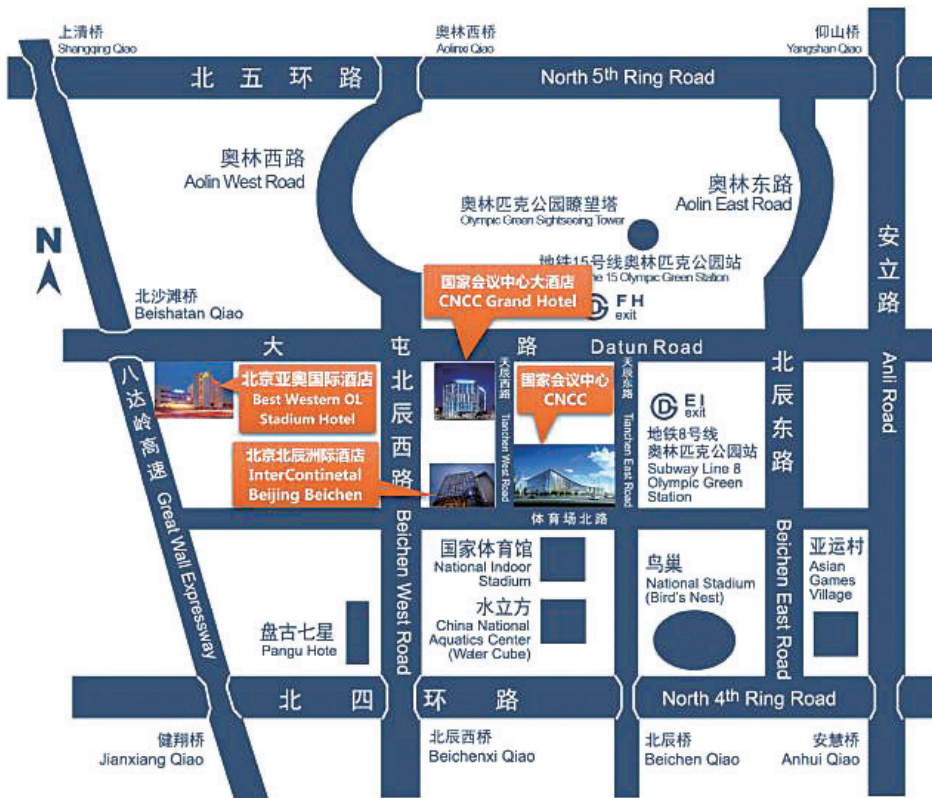 上清桥
Shangqing Qiao
奥林西桥
Aolinxi Qiao
仰山桥
Yangshan Qiao
北五环路
North 5th Ring Road
奥林西路
Aolin West Road
奥林东路
Aolin East Road
奥林匹克公园瞭望塔
Olympic Green Sightseeing Tower
安立路
Anli Road
N
地铁15号线奥林匹克公园站
ne 15 Olympic Green Station
国家会议中心大酒店
CNCC Grand Hotel
FH
exit
北沙滩桥
Beishatan Qiao
大屯路
Datun Road
八达岭高速
Great Wall Expressway
北京亚奥国际酒店
Best Western OL
Stadium Hotel
北辰西路
Beichen West Road
天辰西路
Tianchen West Road
国家会议中心
CNCC
天辰东路
Tianchen East Road
EI
exit
地铁8号线
奥林匹克公园站
Subway Line 8
Olympic Green
Station
北辰东路
Beichen East Road
北京北辰洲际酒店
InterContinetal
Beijing Beichen
体育场北路
国家体育馆
National Indoor
Stadium
鸟巢
National Stadium
(Bird's Nest)
亚运村
Asian
Games
Village
水立方
China National
Aquatics Center
(Water Cube)
盘古七星
Pangu Hote
北四环路
North 4th Ring Road
健翔桥
Jianxiang Qiao
北辰西桥
Beichenxi Qiao
北辰桥
Beichen Qiao
安慧桥
Anhui Qiao